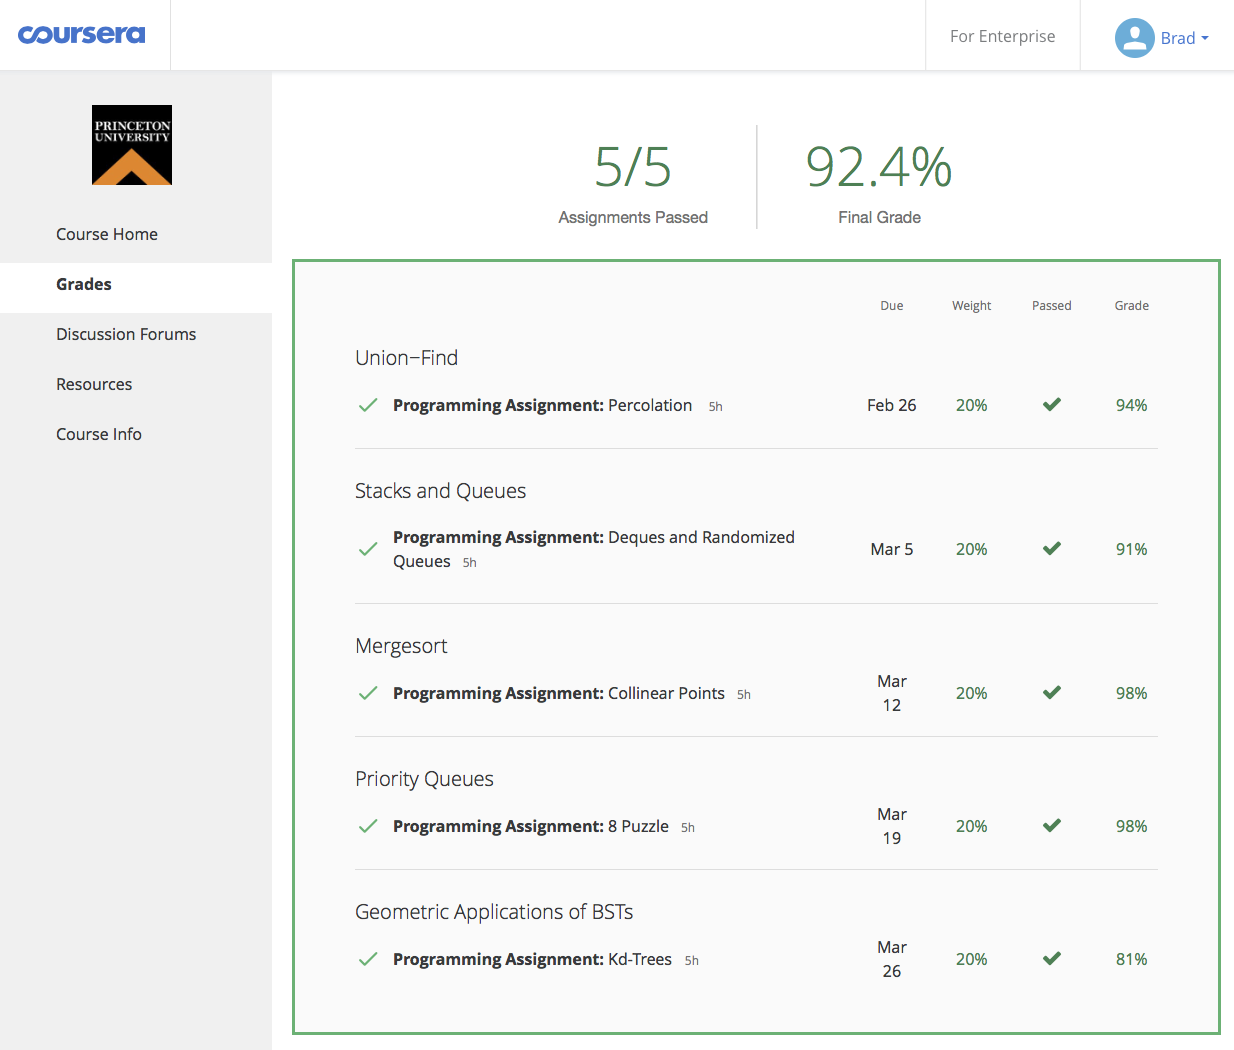 coursera
For Enterprise
Brad
PRINCETON
UNIVERSITY
Course Home
Grades
Discussion Forums
Resources
Course Info
5/5
Assignments Passed
92.4%
Final Grade
Due Weight Passed Grade
Union–Find
Programming Assignment: Percolation 5h Feb 26 20% 94%
Stacks and Queues
Programming Assignment: Deques and Randomized
Queues 5h Mar 5 20% 91%
Mergesort
Programming Assignment: Collinear Points 5h Mar
12 20% 98%
Priority Queues
Programming Assignment: 8 Puzzle 5h Mar
19 20% 98%
Geometric Applications of BSTs
Programming Assignment: Kd-Trees 5h Mar
26 20% 81%